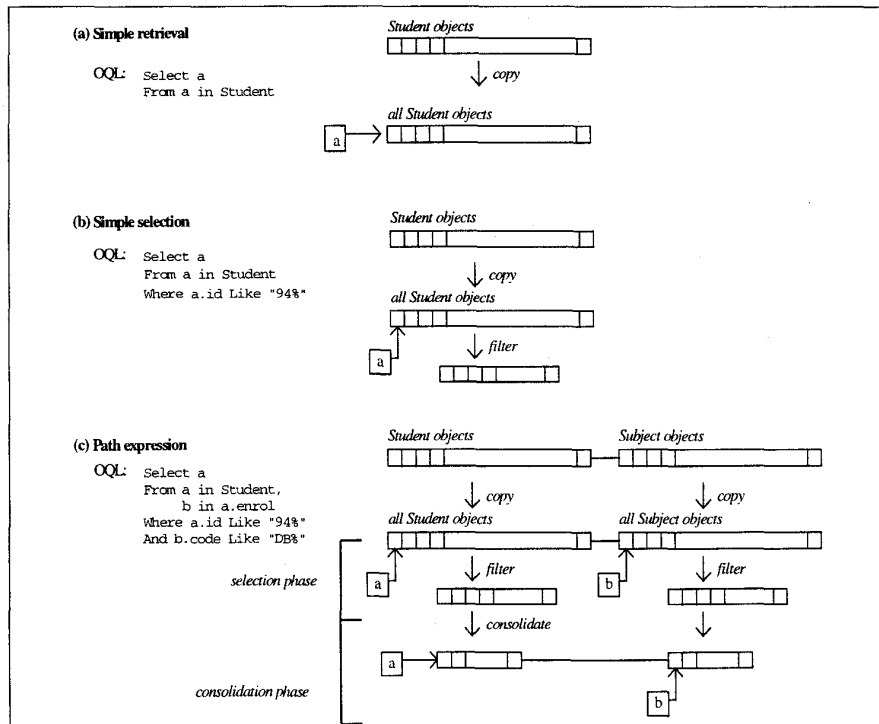 (a) Simple retrieval
OQL: Select a
From a in Student
Student objects
copy
all Student objects
a
(b) Simple selection
OQL: Select a
From a in Student
Where a.id Like "94%"
Student objects
copy
all Student objects
a
filter
(c) Path expression
OQL: Select a
From a in Student,
b in a.enrol
Where a.id Like "94%"
And b.code Like "DB%"
Student objects
Subject objects
copy
copy
all Student objects
all Subject objects
selection phase
a
filter
b
filter
consolidate
a
consolidation phase
b